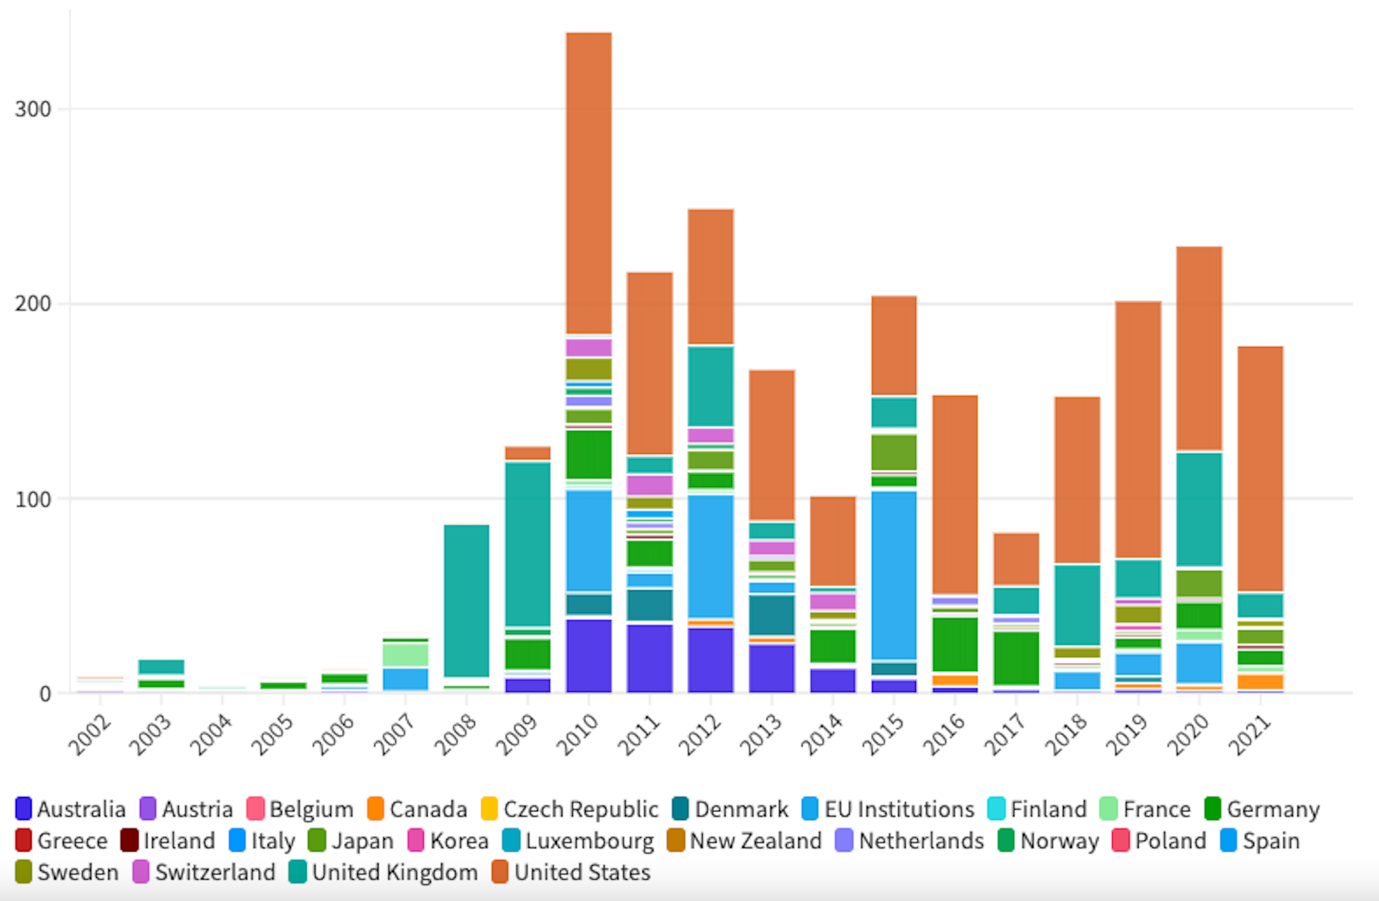 300
200
100
0
2002 2003 2004 2005 2006 2007 2008 2009 2010 2011 2012 2013 2014 2015 2016 2017 2018 2019 2020 2021
Australia Austria Belgium Canada Czech Republic Denmark EU Institutions Finland France Germany
Greece Ireland Italy Japan Korea Luxembourg New Zealand Netherlands Norway Poland Spain
Sweden Switzerland United Kingdom United States